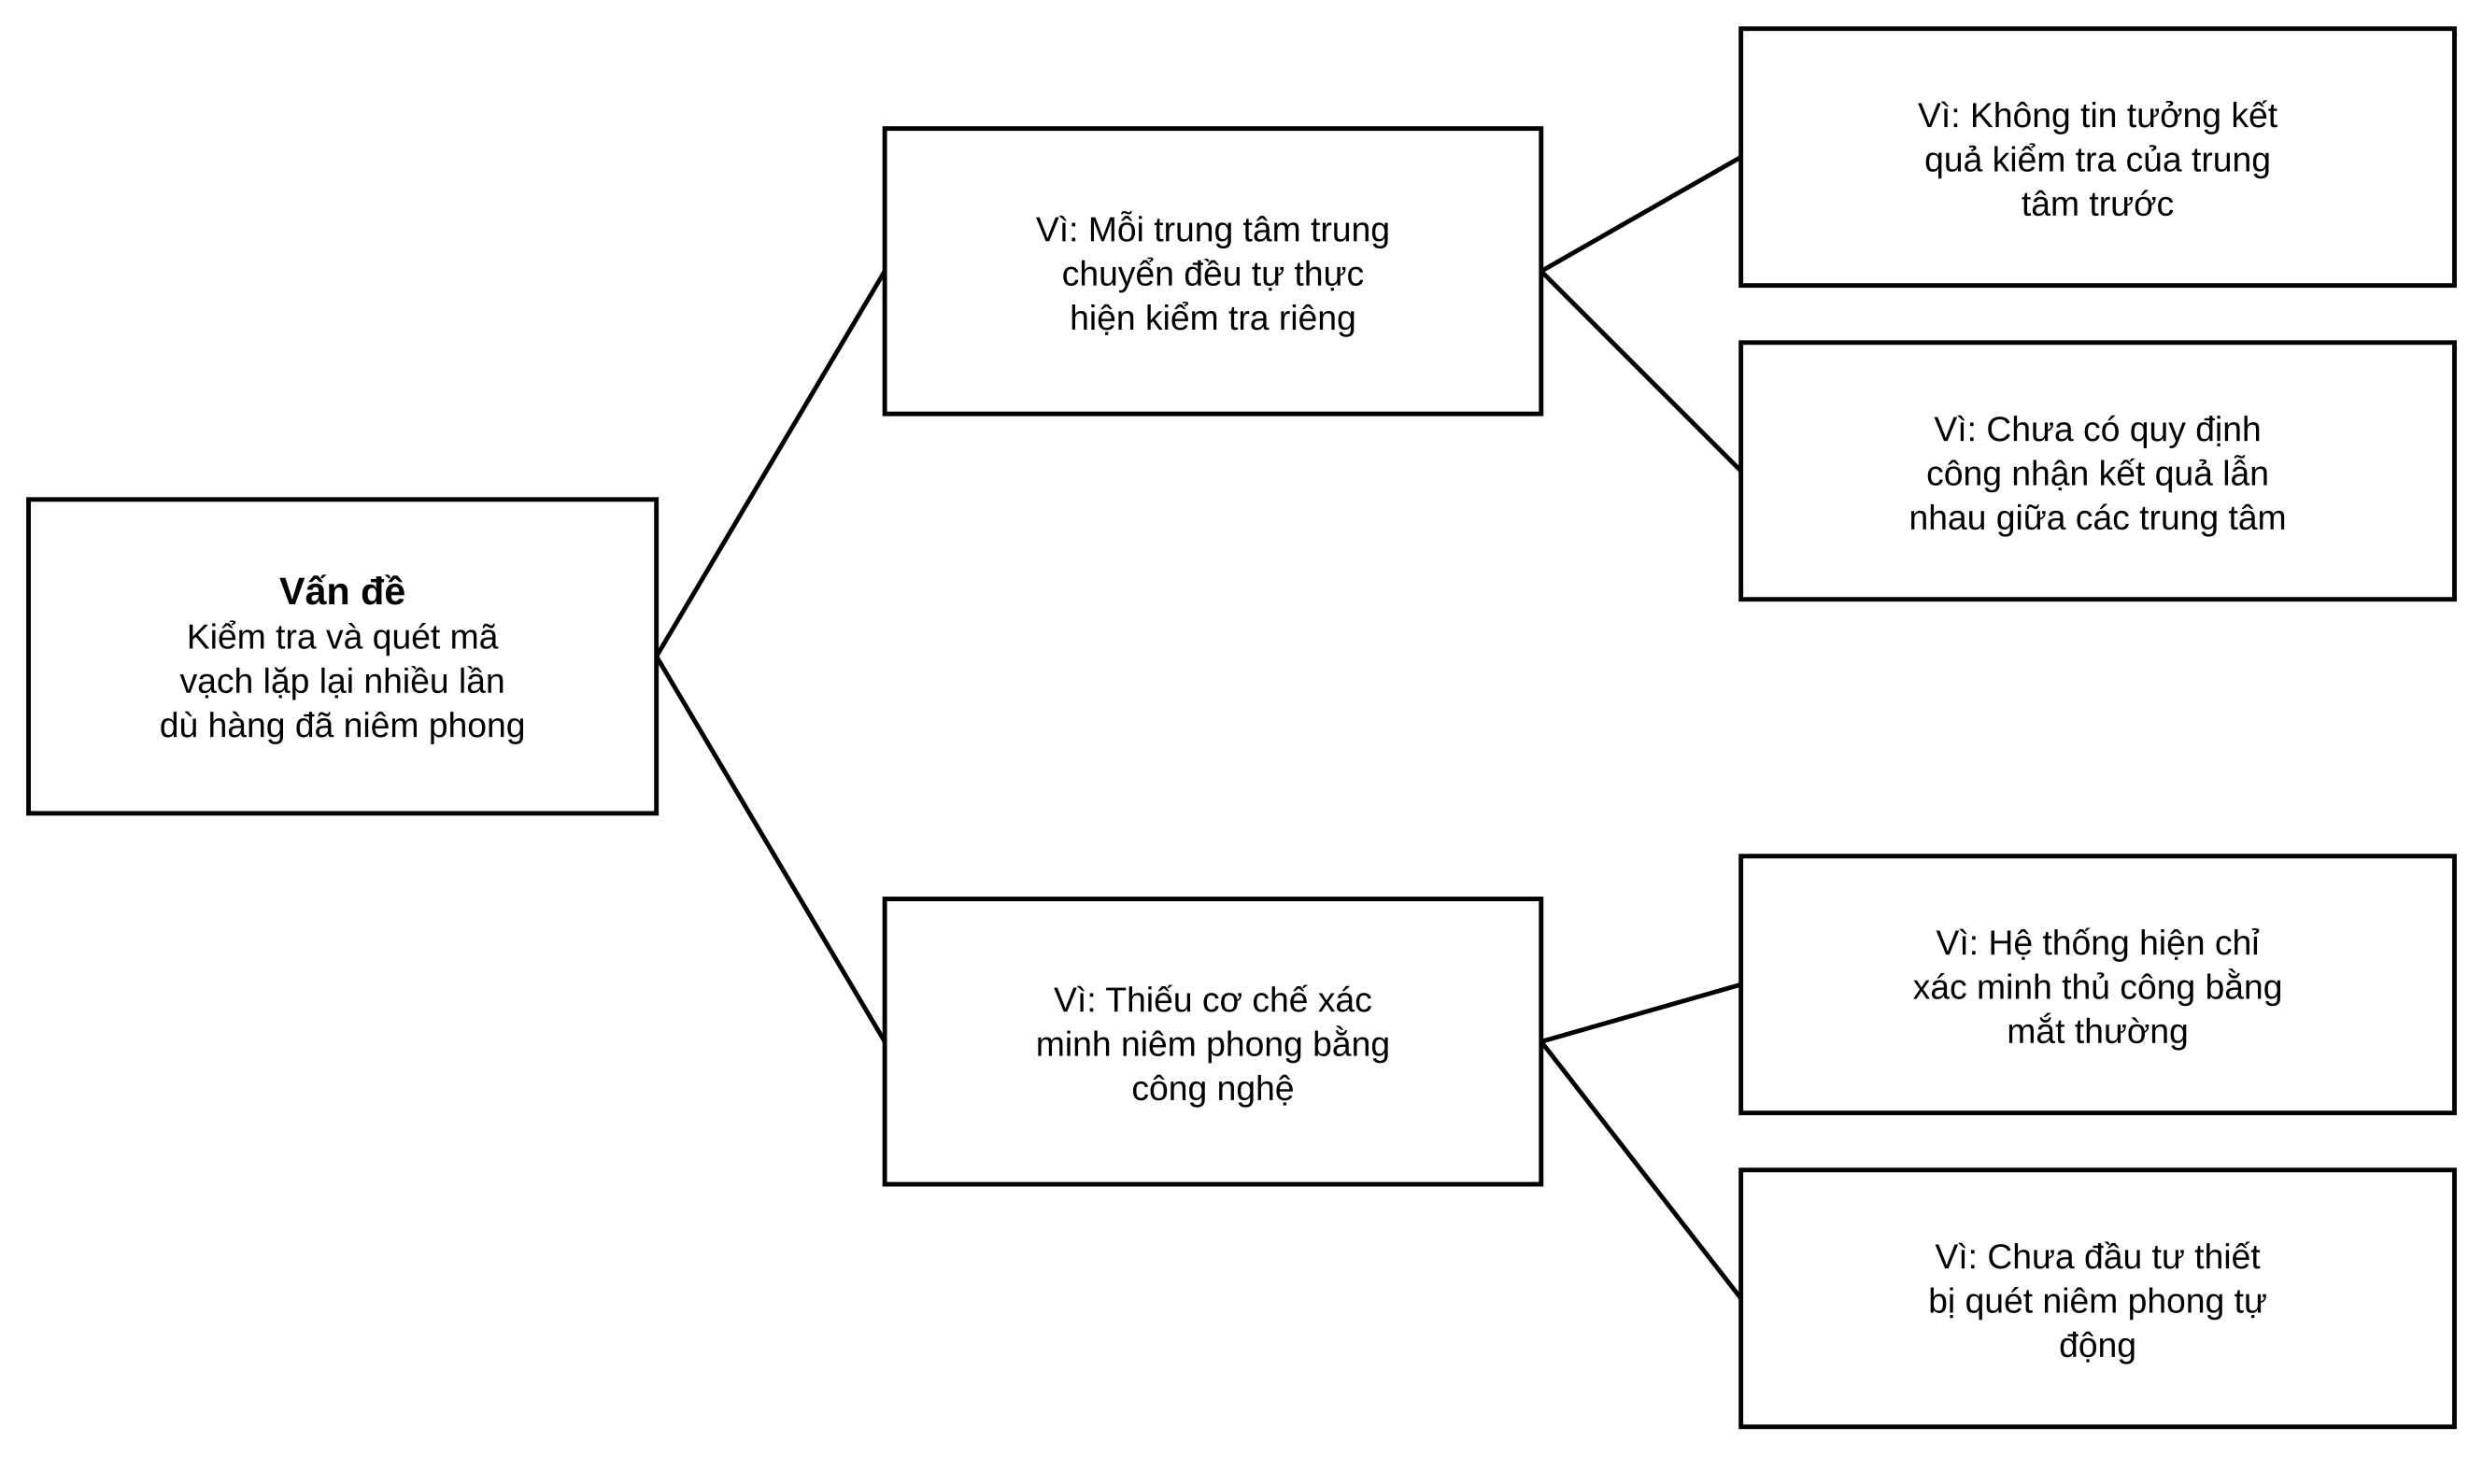 Vấn đề
Kiểm tra và quét mã
vạch lặp lại nhiều lần
dù hàng đã niêm phong
Vì: Mỗi trung tâm trung
chuyển đều tự thực
hiện kiểm tra riêng
Vì: Không tin tưởng kết
quả kiểm tra của trung
tâm trước
Vì: Chưa có quy định
công nhận kết quả lẫn
nhau giữa các trung tâm
Vì: Thiếu cơ chế xác
minh niêm phong bằng
công nghệ
Vì: Hệ thống hiện chỉ
xác minh thủ công bằng
mắt thường
Vì: Chưa đầu tư thiết
bị quét niêm phong tự
động